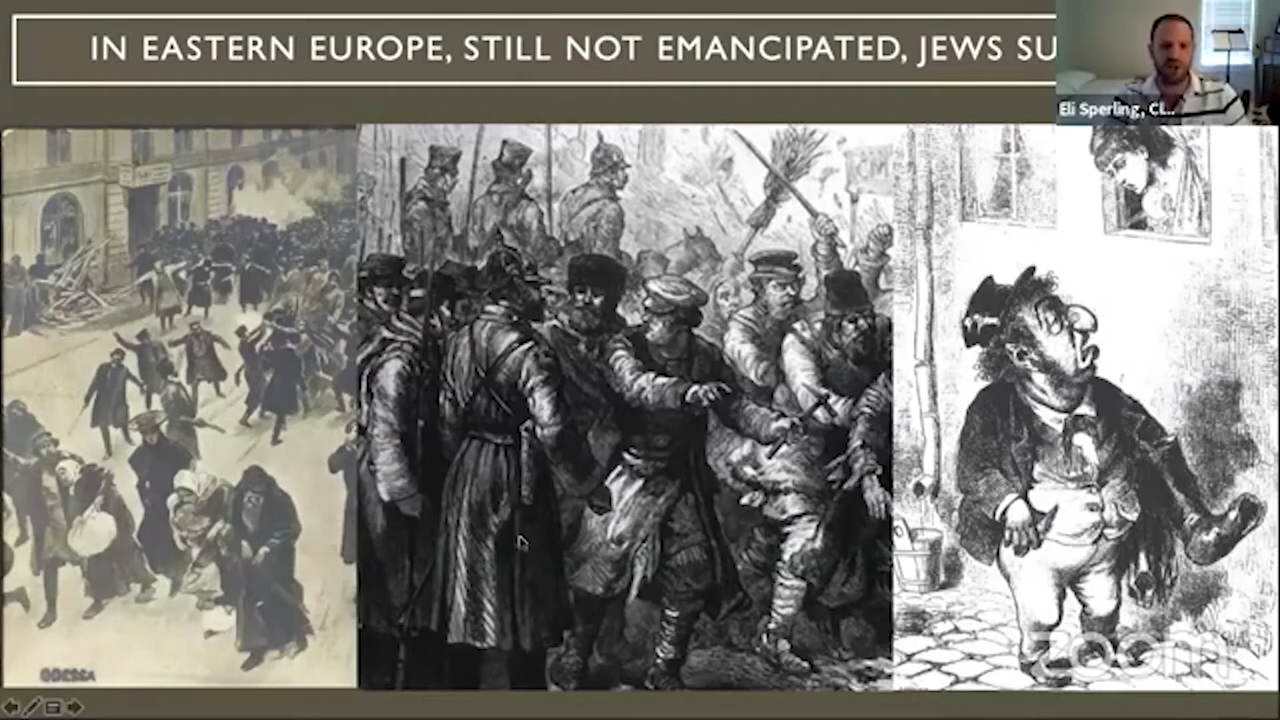 IN EASTERN EUROPE, STILL NOT EMANCIPATED, JEWS SU
Eli Sperling, CL..
ODESSA
zoom